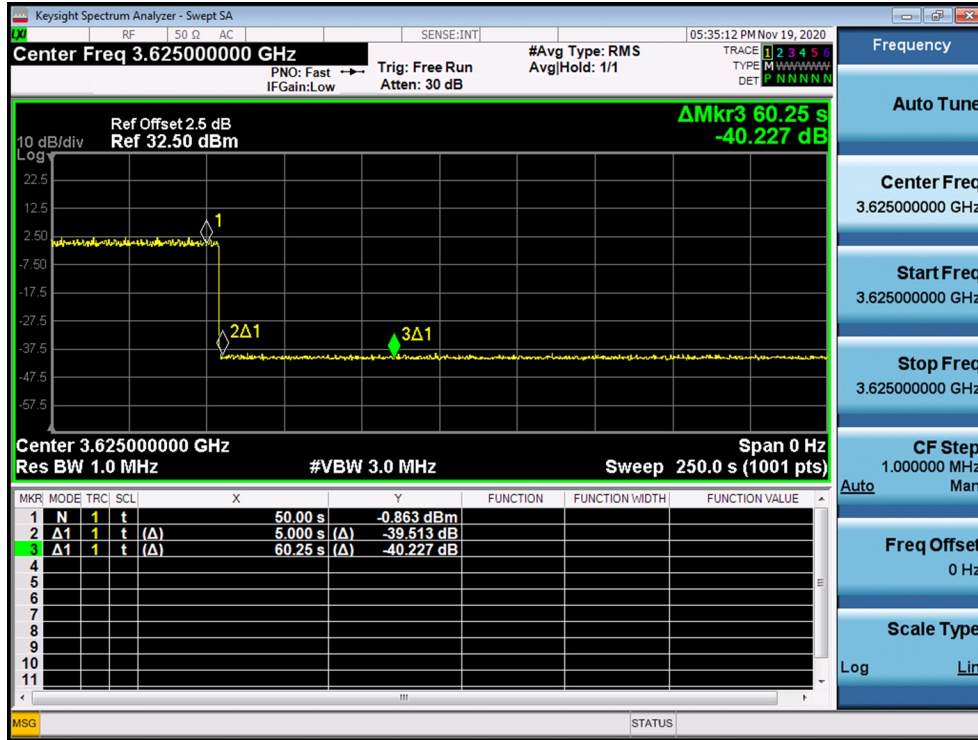 Keysight Spectrum Analyzer - Swept SA
LXI RF 50 Ω AC SENSE:INT 05:35:12 PM Nov 19, 2020
Center Freq 3.625000000 GHz
PNO: Fast
IFGain:Low
Trig: Free Run
Atten: 30 dB
#Avg Type: RMS
Avg|Hold: 1/1
TRACE 1 2 3 4 5 6
TYPE M WWWWW
DET P N N N N N
Ref Offset 2.5 dB
10 dB/div Ref 32.50 dBm
Log
ΔMkr3 60.25 s
-40.227 dB
22.5
12.5
2.50
-7.50
-17.5
-27.5
-37.5
-47.5
-57.5
1
2Δ1
3Δ1
Center 3.625000000 GHz Span 0 Hz
Res BW 1.0 MHz #VBW 3.0 MHz Sweep 250.0 s (1001 pts)
MKR MODE TRC SCL X Y FUNCTION FUNCTION WIDTH FUNCTION VALUE
1 N 1 t 50.00 s -0.863 dBm
2 Δ1 1 t (Δ) 5.000 s (Δ) -39.513 dB
3 Δ1 1 t (Δ) 60.25 s (Δ) -40.227 dB
4
5
6
7
8
9
10
11
MSG STATUS
Frequency
Auto Tune
Center Freq
3.625000000 GHz
Start Freq
3.625000000 GHz
Stop Freq
3.625000000 GHz
CF Step
1.000000 MHz
Auto Man
Freq Offset
0 Hz
Scale Type
Log Lin